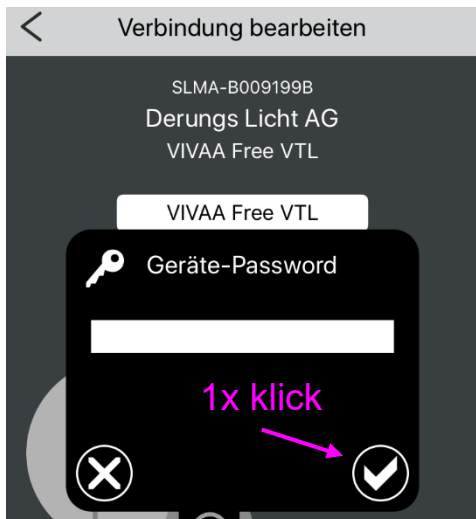 Verbindung bearbeiten
SLMA-B009199B
Derungs Licht AG
VIVAA Free VTL
VIVAA Free VTL
Geräte-Password
1x klick